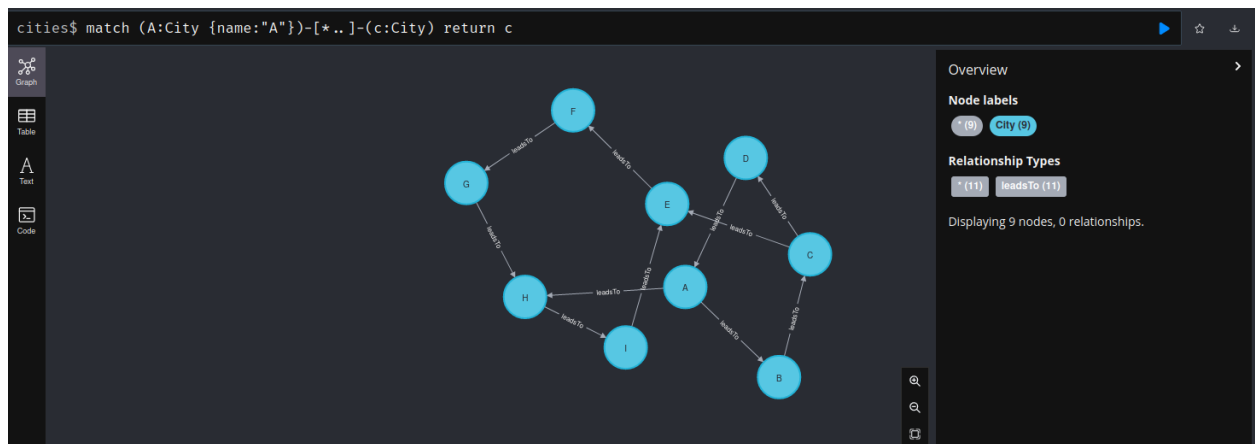 cities$ match (A:City {name:"A"})-[*..]-(c:City) return c
Graph
Table
A
Text
Code
F
leadsTo
leadsTo
D
G
E
leadsTo
leadsTo
leadsTo
C
leadsTo
leadsTo
A
H
leadsTo
leadsTo
leadsTo
leadsTo
I
B
Overview
Node labels
* (9) City (9)
Relationship Types
* (11) leadsTo (11)
Displaying 9 nodes, 0 relationships.